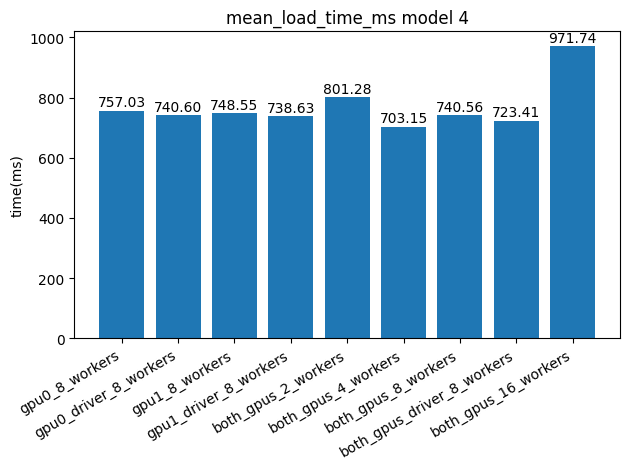 mean_load_time_ms model 4
time(ms)
1000
800
600
400
200
0
757.03
740.60
748.55
738.63
801.28
703.15
740.56
723.41
971.74
gpu0_8_workers
gpu0_driver_8_workers
gpu1_8_workers
gpu1_driver_8_workers
both_gpus_2_workers
both_gpus_4_workers
both_gpus_8_workers
both_gpus_driver_8_workers
both_gpus_16_workers